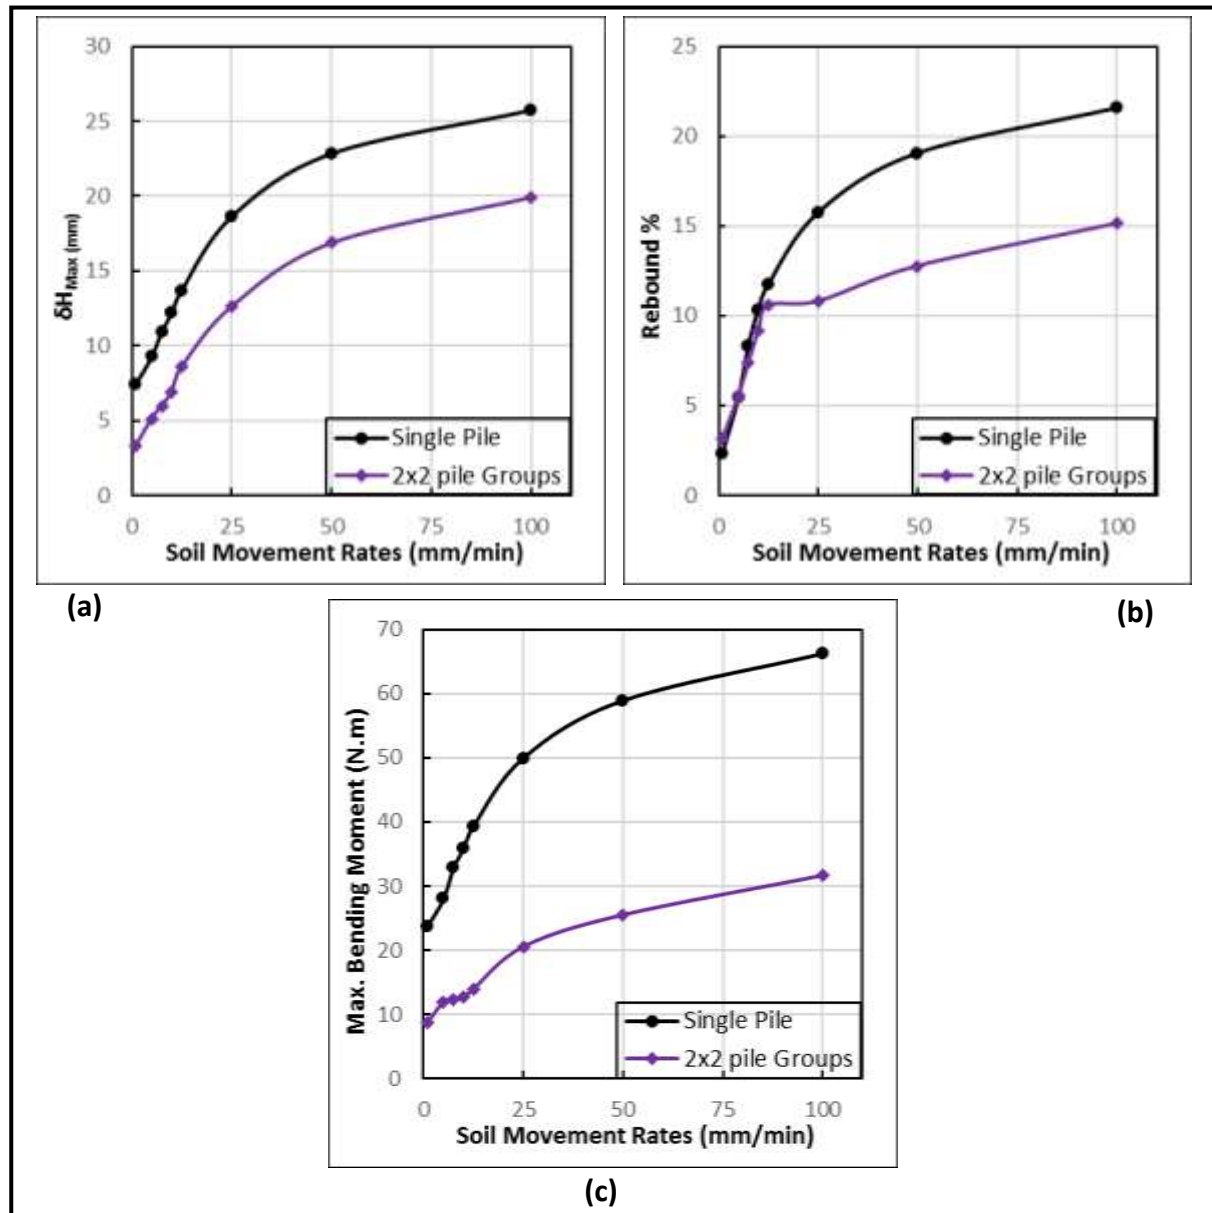 30
25
20
15
10
5
0
δH_Max (mm)
Single Pile
2x2 pile Groups
0 25 50 75 100
Soil Movement Rates (mm/min)
(a)
25
20
15
10
5
0
Rebound %
Single Pile
2x2 pile Groups
0 25 50 75 100
Soil Movement Rates (mm/min)
(b)
70
60
50
40
30
20
10
0
Max. Bending Moment (N.m)
Single Pile
2x2 pile Groups
0 25 50 75 100
Soil Movement Rates (mm/min)
(c)